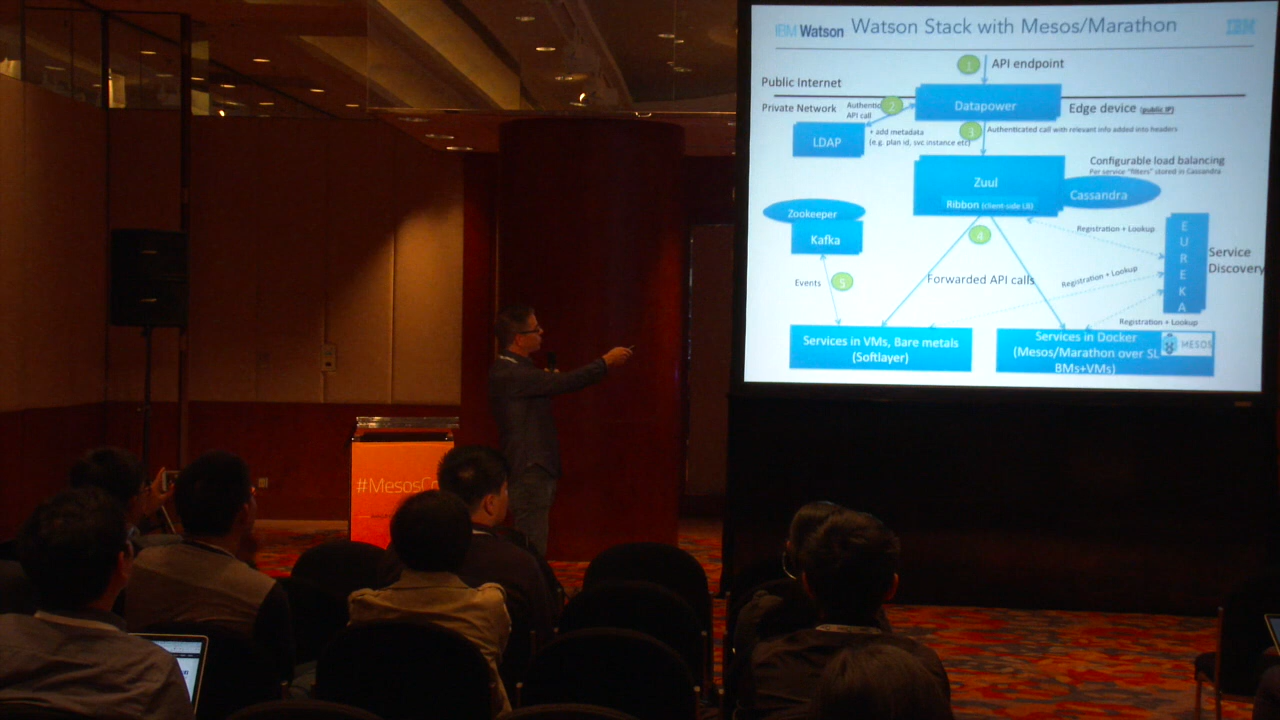 IBM Watson
Watson Stack with Mesos/Marathon
IBM
1
API endpoint
Public Internet
Private Network
Authentic
API call
2
Datapower
Edge device (public IP)
LDAP
+ add metadata
(e.g. plan id, svc instance etc)
3
Authenticated call with relevant info added into headers
Zuul
Ribbon (client-side LB)
Configurable load balancing
Per service "filters" stored in Cassandra
Cassandra
Zookeeper
Kafka
4
Registration + Lookup
EUREKA
Service
Discovery
Events
5
Forwarded API calls
Registration + Lookup
Registration + Lookup
Services in VMs, Bare metals
(Softlayer)
Services in Docker
(Mesos/Marathon over SL
BMs+VMs)
MESOS
#MesosCo